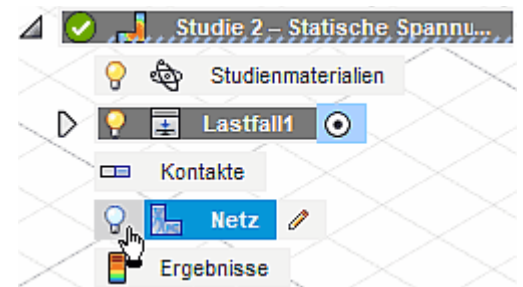 Studie 2 – Statische Spannu...
Studienmaterialien
Lastfall1
Kontakte
Netz
Ergebnisse